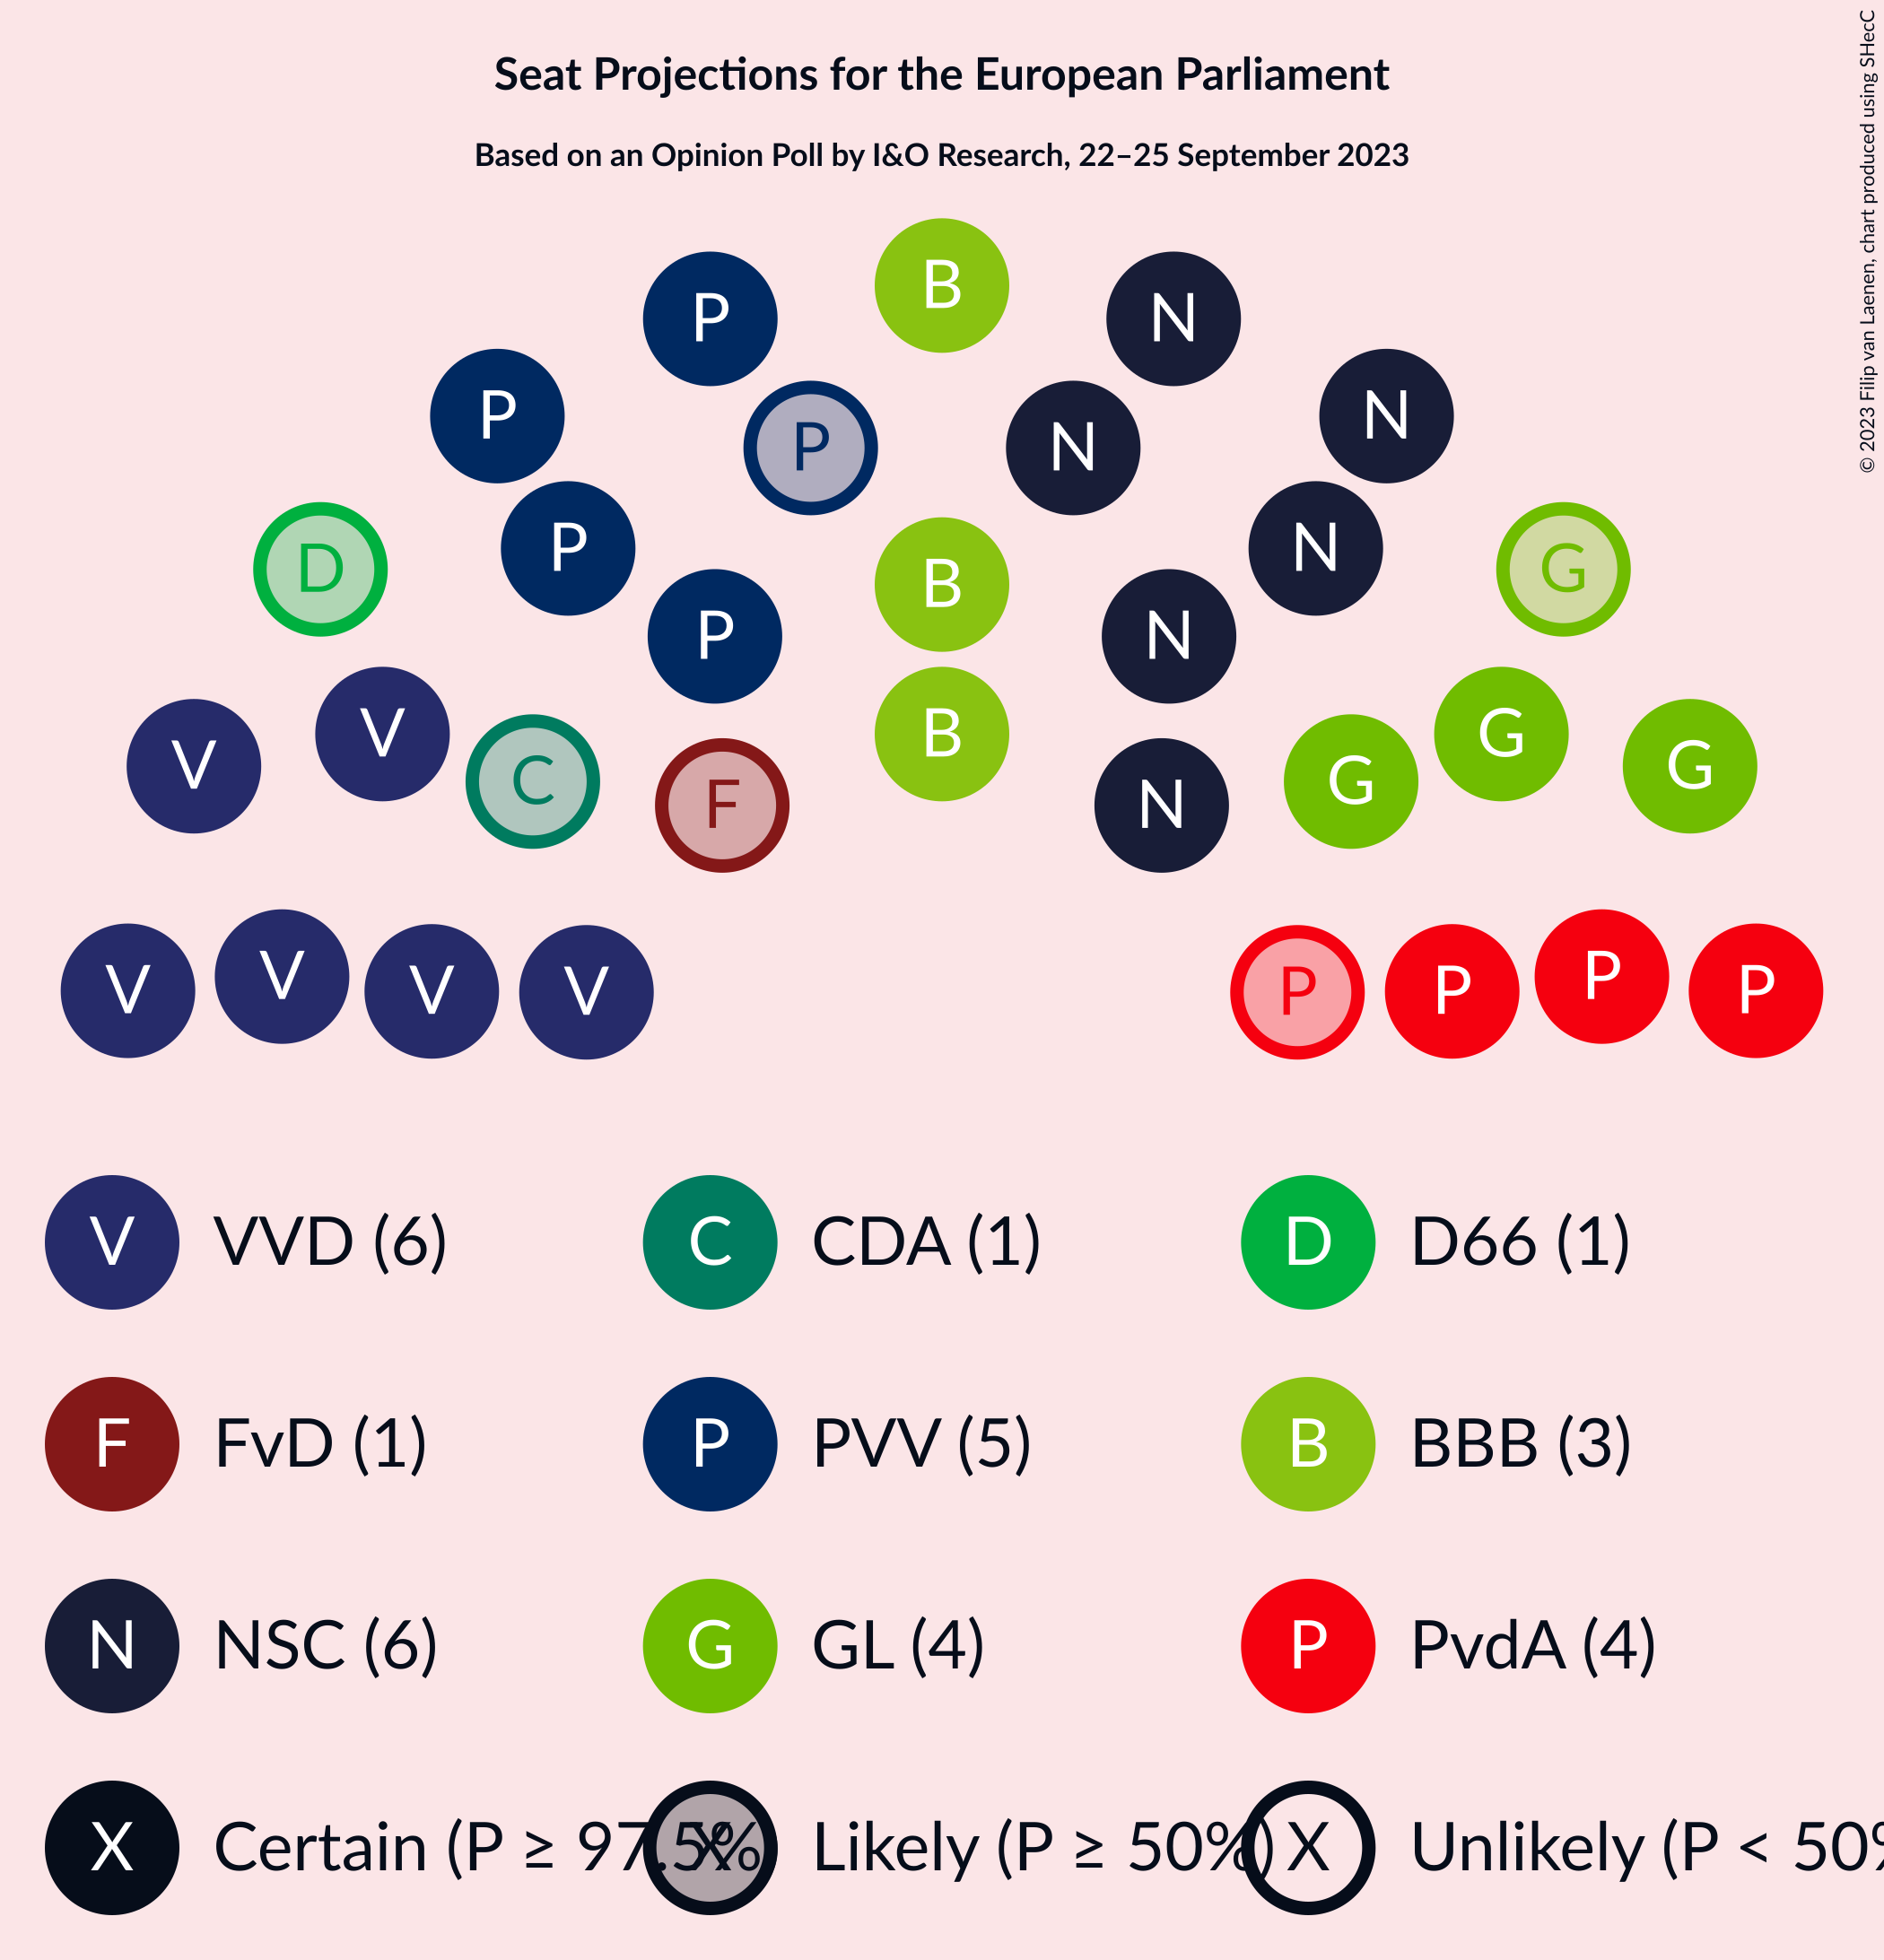 Seat Projections for the European Parliament
Based on an Opinion Poll by I&O Research, 22–25 September 2023
© 2023 Filip van Laenen, chart produced using SHecC
B
P N
P N
P N
P N
D G
B
P N
V V B G G
C F N G
V V V V P P P P
V VVD (6) C CDA (1) D D66 (1)
F FvD (1) P PVV (5) B BBB (3)
N NSC (6) G GL (4) P PvdA (4)
X Certain (P ≥ 97.5% X Likely (P ≥ 50%) X Unlikely (P < 50%